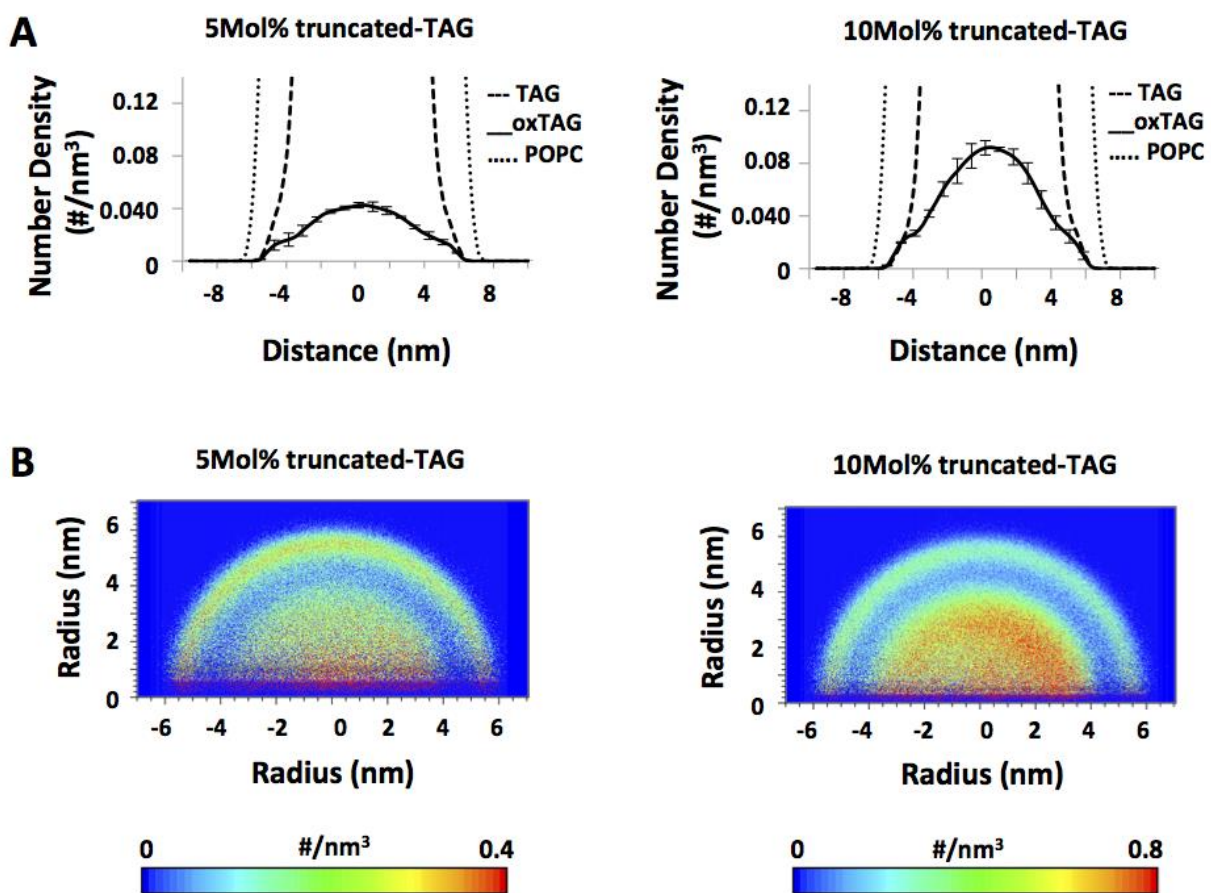 A
5Mol% truncated-TAG
10Mol% truncated-TAG
Number Density
(#/nm³)
0.12
0.08
0.040
0
-8 -4 0 4 8
Distance (nm)
TAG
oxTAG
POPC
Number Density
(#/nm³)
0.12
0.08
0.040
0
-8 -4 0 4 8
Distance (nm)
TAG
oxTAG
POPC
B
5Mol% truncated-TAG
10Mol% truncated-TAG
Radius (nm)
6
4
2
0
-6 -4 -2 0 2 4 6
Radius (nm)
Radius (nm)
6
4
2
0
-6 -4 -2 0 2 4 6
Radius (nm)
0 #/nm³ 0.4
0 #/nm³ 0.8